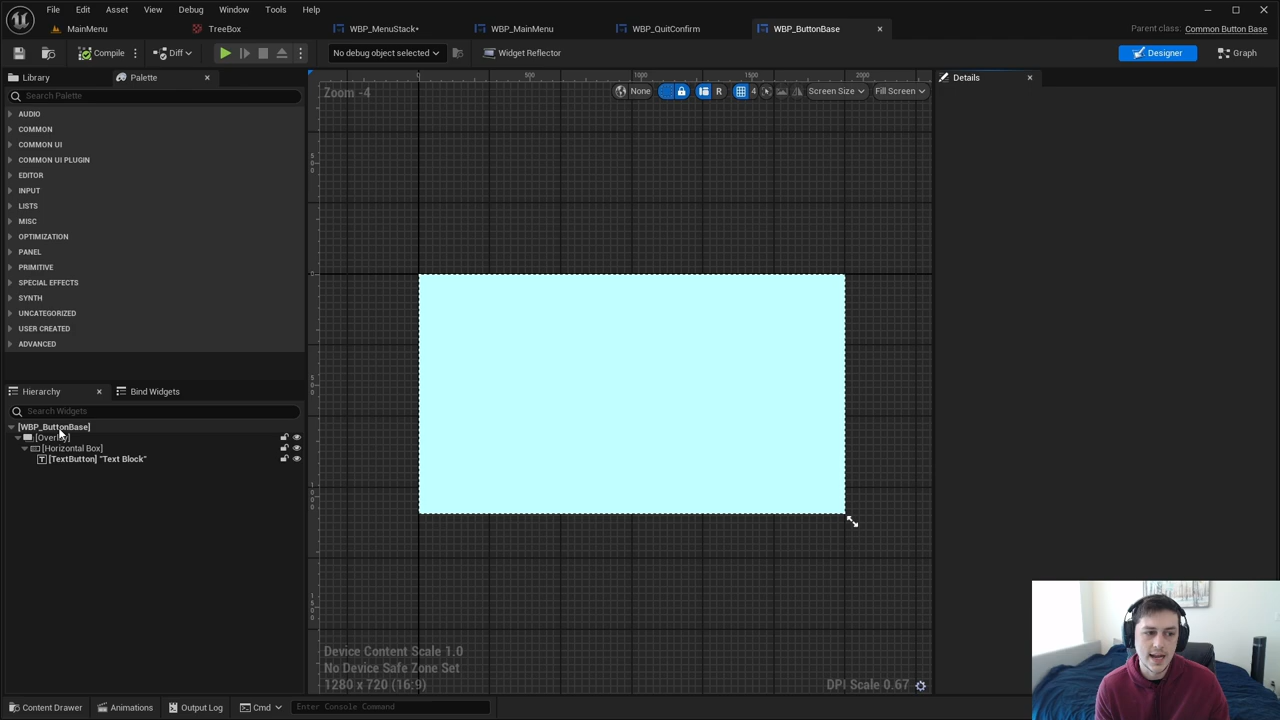 File Edit Asset View Debug Window Tools Help
MainMenu TreeBox WBP_MenuStack* WBP_MainMenu WBP_QuitConfirm WBP_ButtonBase Parent class: Common Button Base
Compile Diff No debug object selected Widget Reflector Designer Graph
Library Palette Details
Search Palette
AUDIO
COMMON
COMMON UI
COMMON UI PLUGIN
EDITOR
INPUT
LISTS
MISC
OPTIMIZATION
PANEL
PRIMITIVE
SPECIAL EFFECTS
SYNTH
UNCATEGORIZED
USER CREATED
ADVANCED
Hierarchy Bind Widgets
Search Widgets
[WBP_ButtonBase]
[Overlay]
[Horizontal Box]
[TextButton] "Text Block"
0 500 1000 1500 2000
Zoom -4 None R 4 Screen Size Fill Screen
0
500
1000
1500
Device Content Scale 1.0
No Device Safe Zone Set
1280 x 720 (16:9) DPI Scale 0.67
Content Drawer Animations Output Log Cmd Enter Console Command